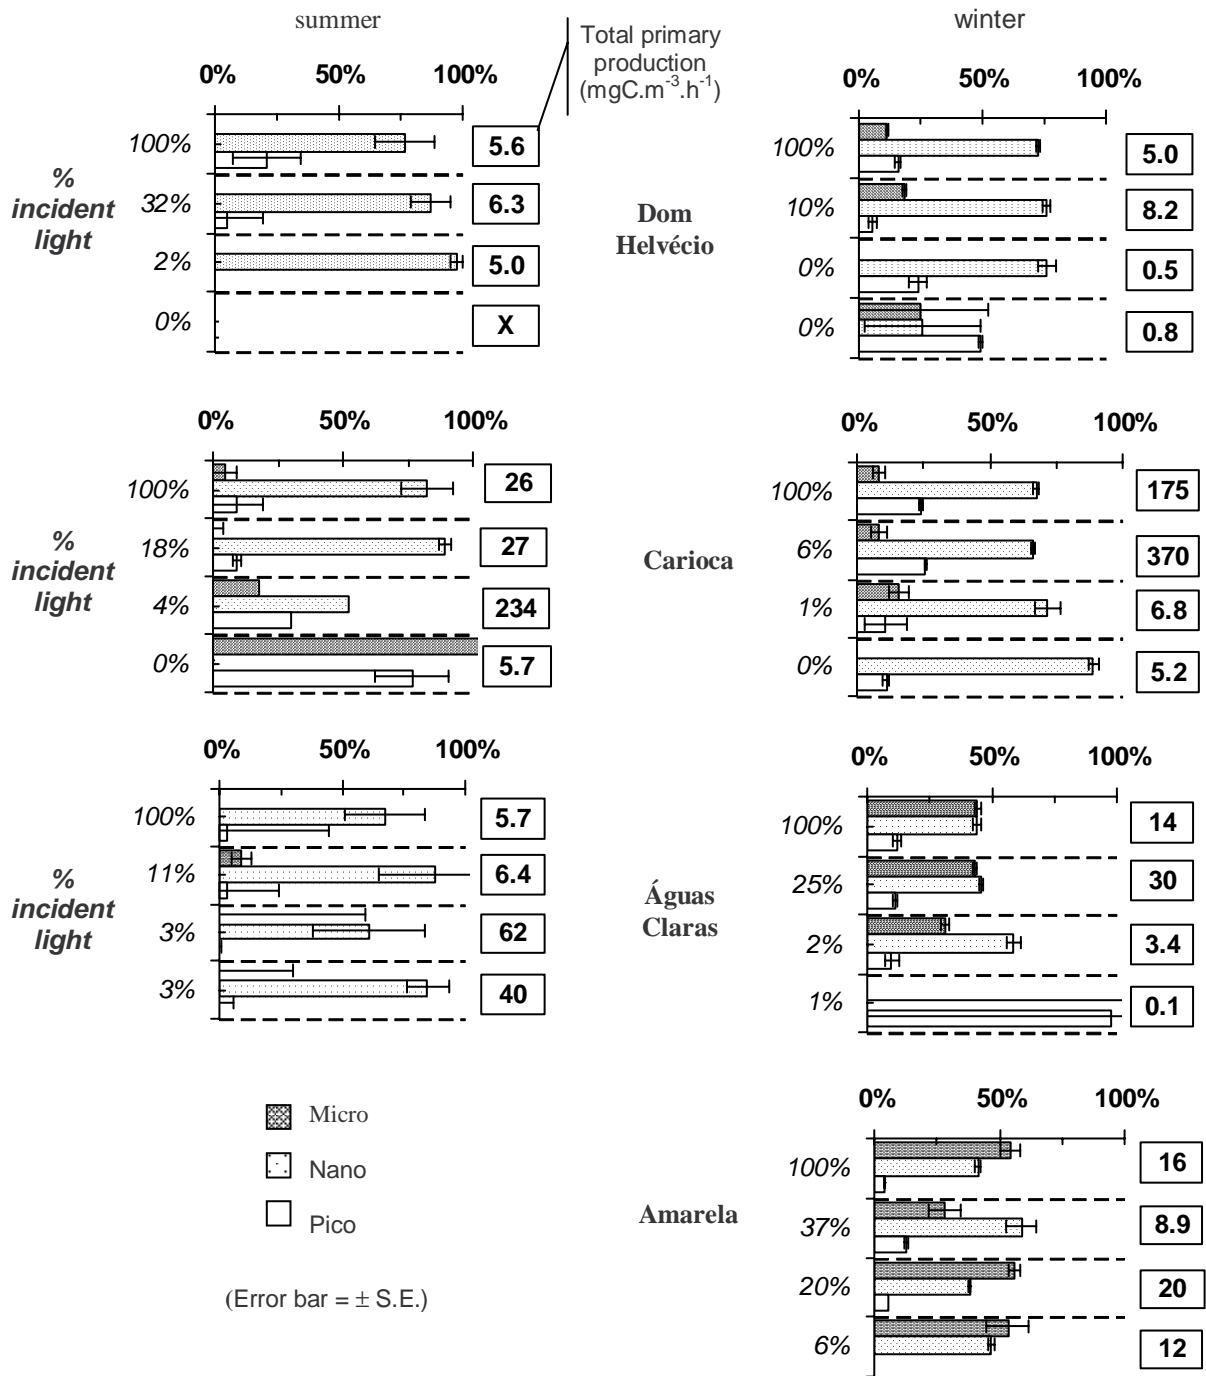 summer
winter
Total primary
production
(mgC.m⁻³.h⁻¹)
0% 50% 100%
0% 50% 100%
%
incident
light
100%
5.6
32%
6.3
2%
5.0
0%
X
Dom
Helvécio
100%
5.0
10%
8.2
0%
0.5
0%
0.8
0% 50% 100%
0% 50% 100%
%
incident
light
100%
26
18%
27
4%
234
0%
5.7
Carioca
100%
175
6%
370
1%
6.8
0%
5.2
0% 50% 100%
0% 50% 100%
%
incident
light
100%
5.7
11%
6.4
3%
62
3%
40
Águas
Claras
100%
14
25%
30
2%
3.4
1%
0.1
Micro
Nano
Pico
(Error bar = ± S.E.)
0% 50% 100%
Amarela
100%
16
37%
8.9
20%
20
6%
12